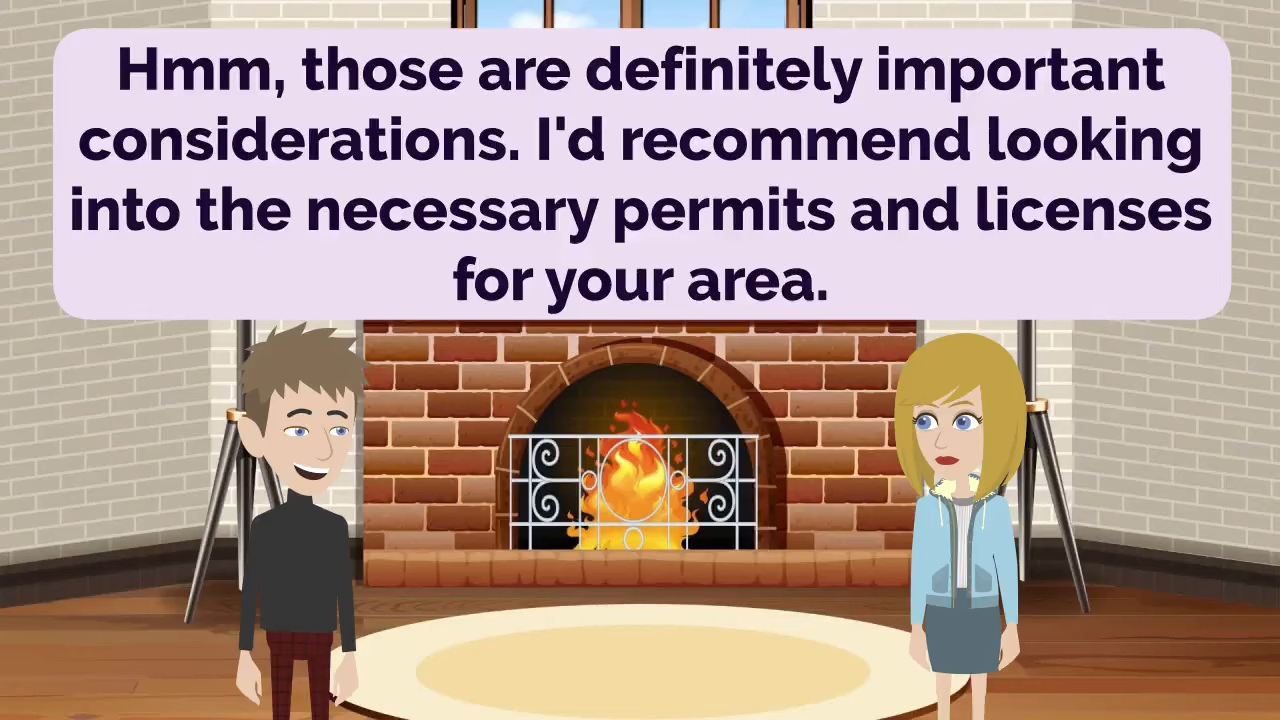 Hmm, those are definitely important
considerations. I'd recommend looking
into the necessary permits and licenses
for your area.